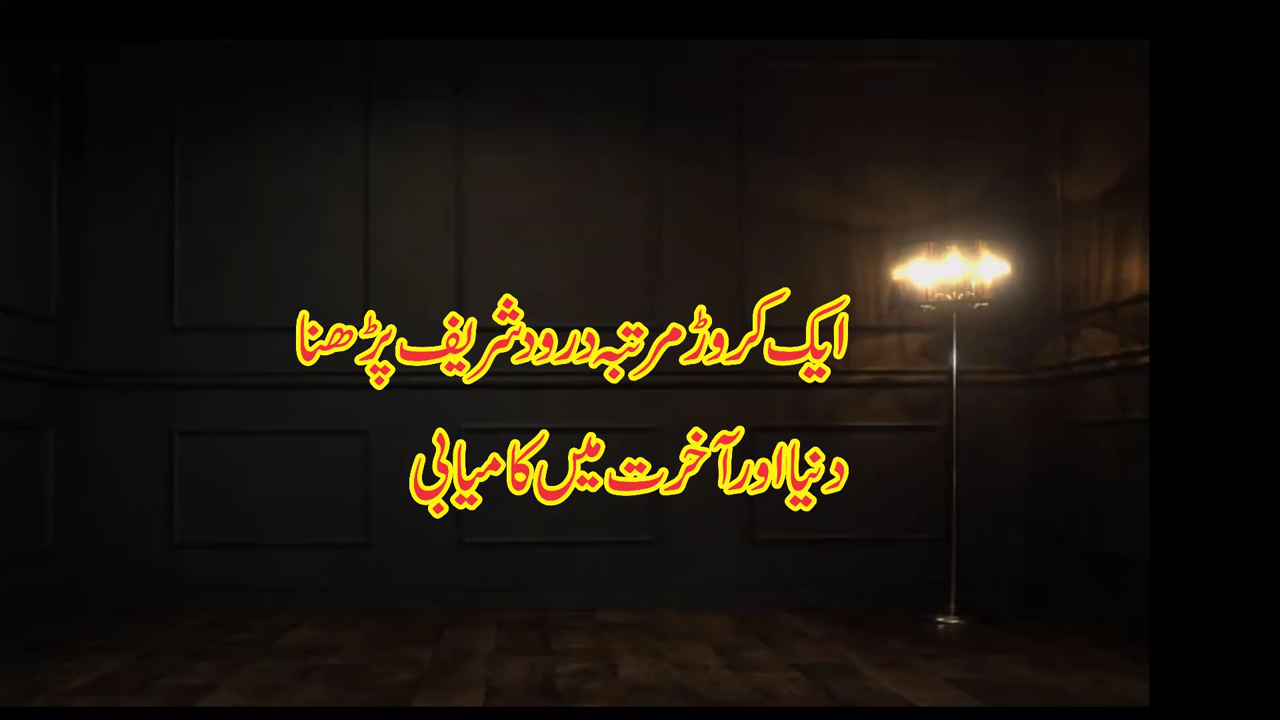 ایک کروڑ مرتبہ درود شریف پڑھنا
دنیا اور آخرت میں کامیابی